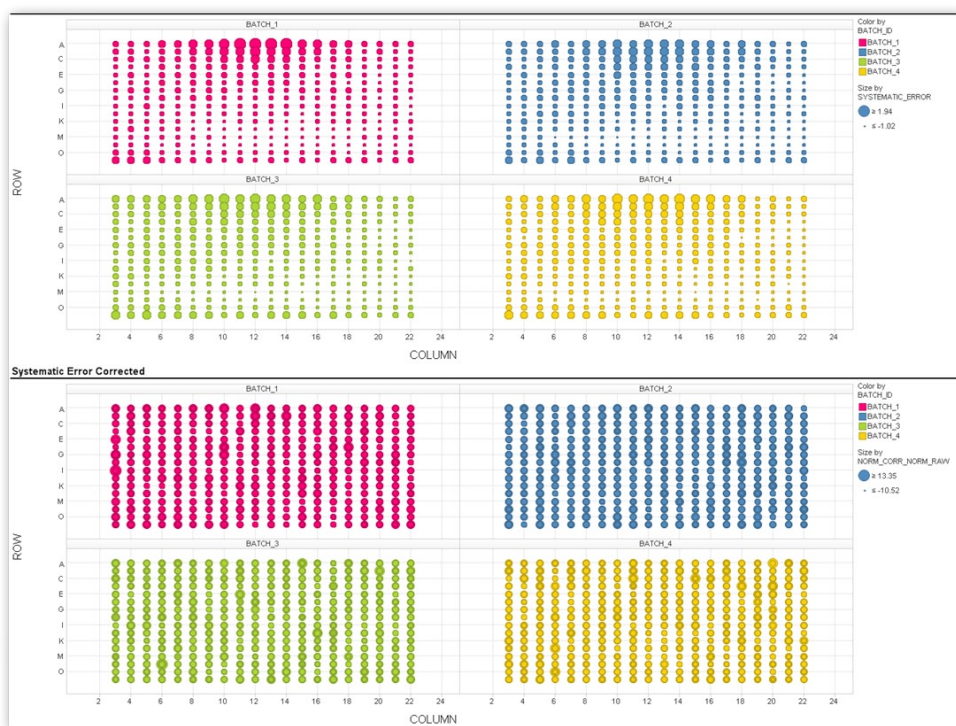 BATCH_1 BATCH_2
A
C
E
G
I
K
M
O
BATCH_3 BATCH_4
A
C
E
G
I
K
M
O
ROW
2 4 6 8 10 12 14 16 18 20 22 24 2 4 6 8 10 12 14 16 18 20 22 24
COLUMN
Color by
BATCH_ID
BATCH_1
BATCH_2
BATCH_3
BATCH_4
Size by
SYSTEMATIC_ERROR
≥ 1.94
≤ -1.02
Systematic Error Corrected
BATCH_1 BATCH_2
A
C
E
G
I
K
M
O
BATCH_3 BATCH_4
A
C
E
G
I
K
M
O
ROW
2 4 6 8 10 12 14 16 18 20 22 24 2 4 6 8 10 12 14 16 18 20 22 24
COLUMN
Color by
BATCH_ID
BATCH_1
BATCH_2
BATCH_3
BATCH_4
Size by
NORM_CORR_NORM_RAW
≥ 13.35
≤ -10.52